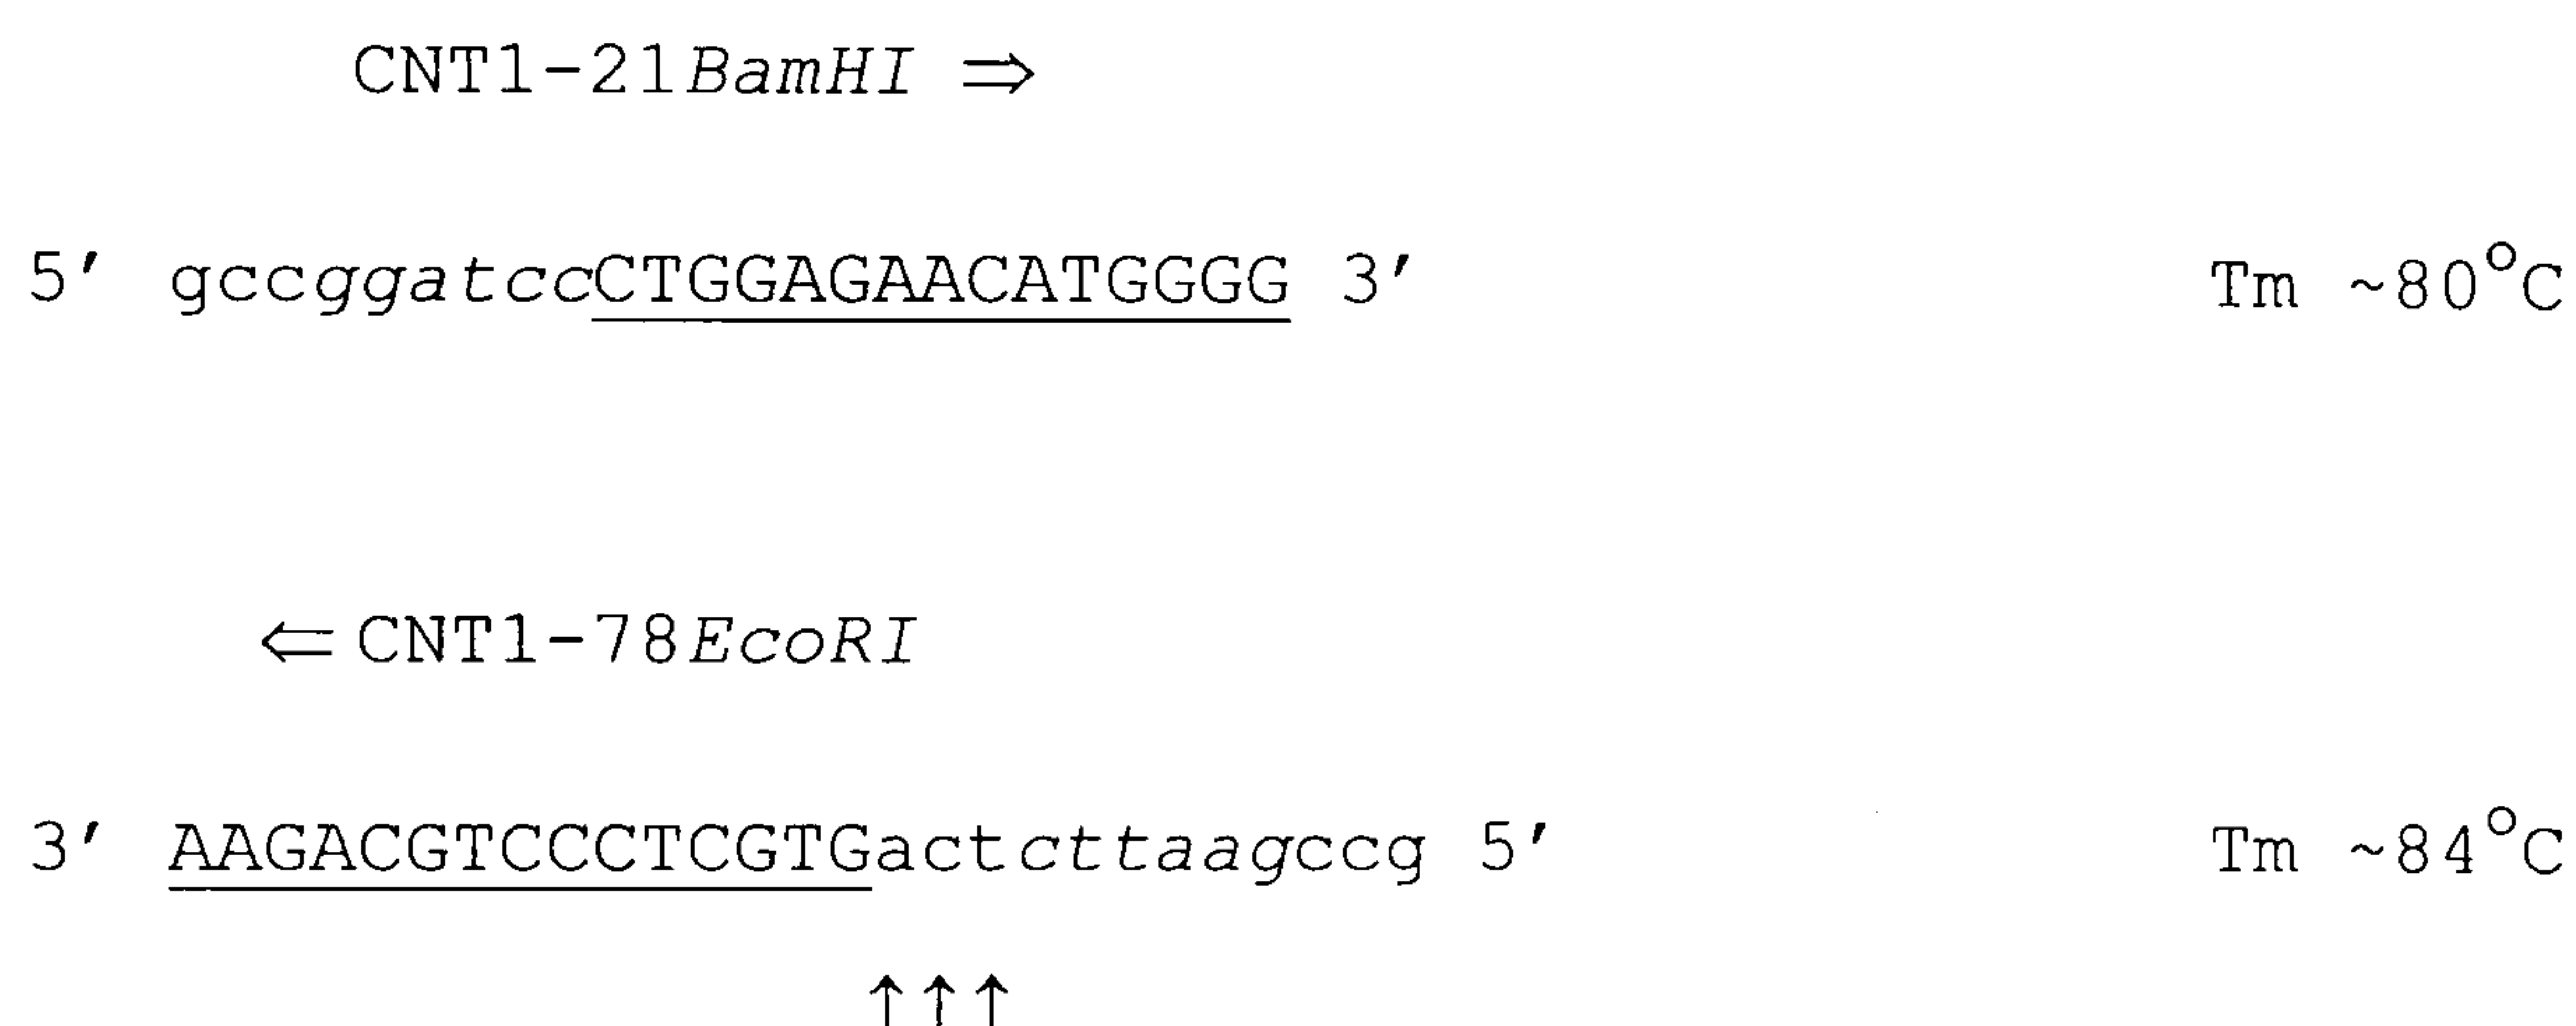 CNT1-21BamHI ⇒
5′ gccggatccCTGGAGAACATGGGG 3′ Tm ~80°C
⇐ CNT1-78EcoRI
3′ AAGACGTCCCTCGTGactcttaagccg 5′ Tm ~84°C
↑↑↑